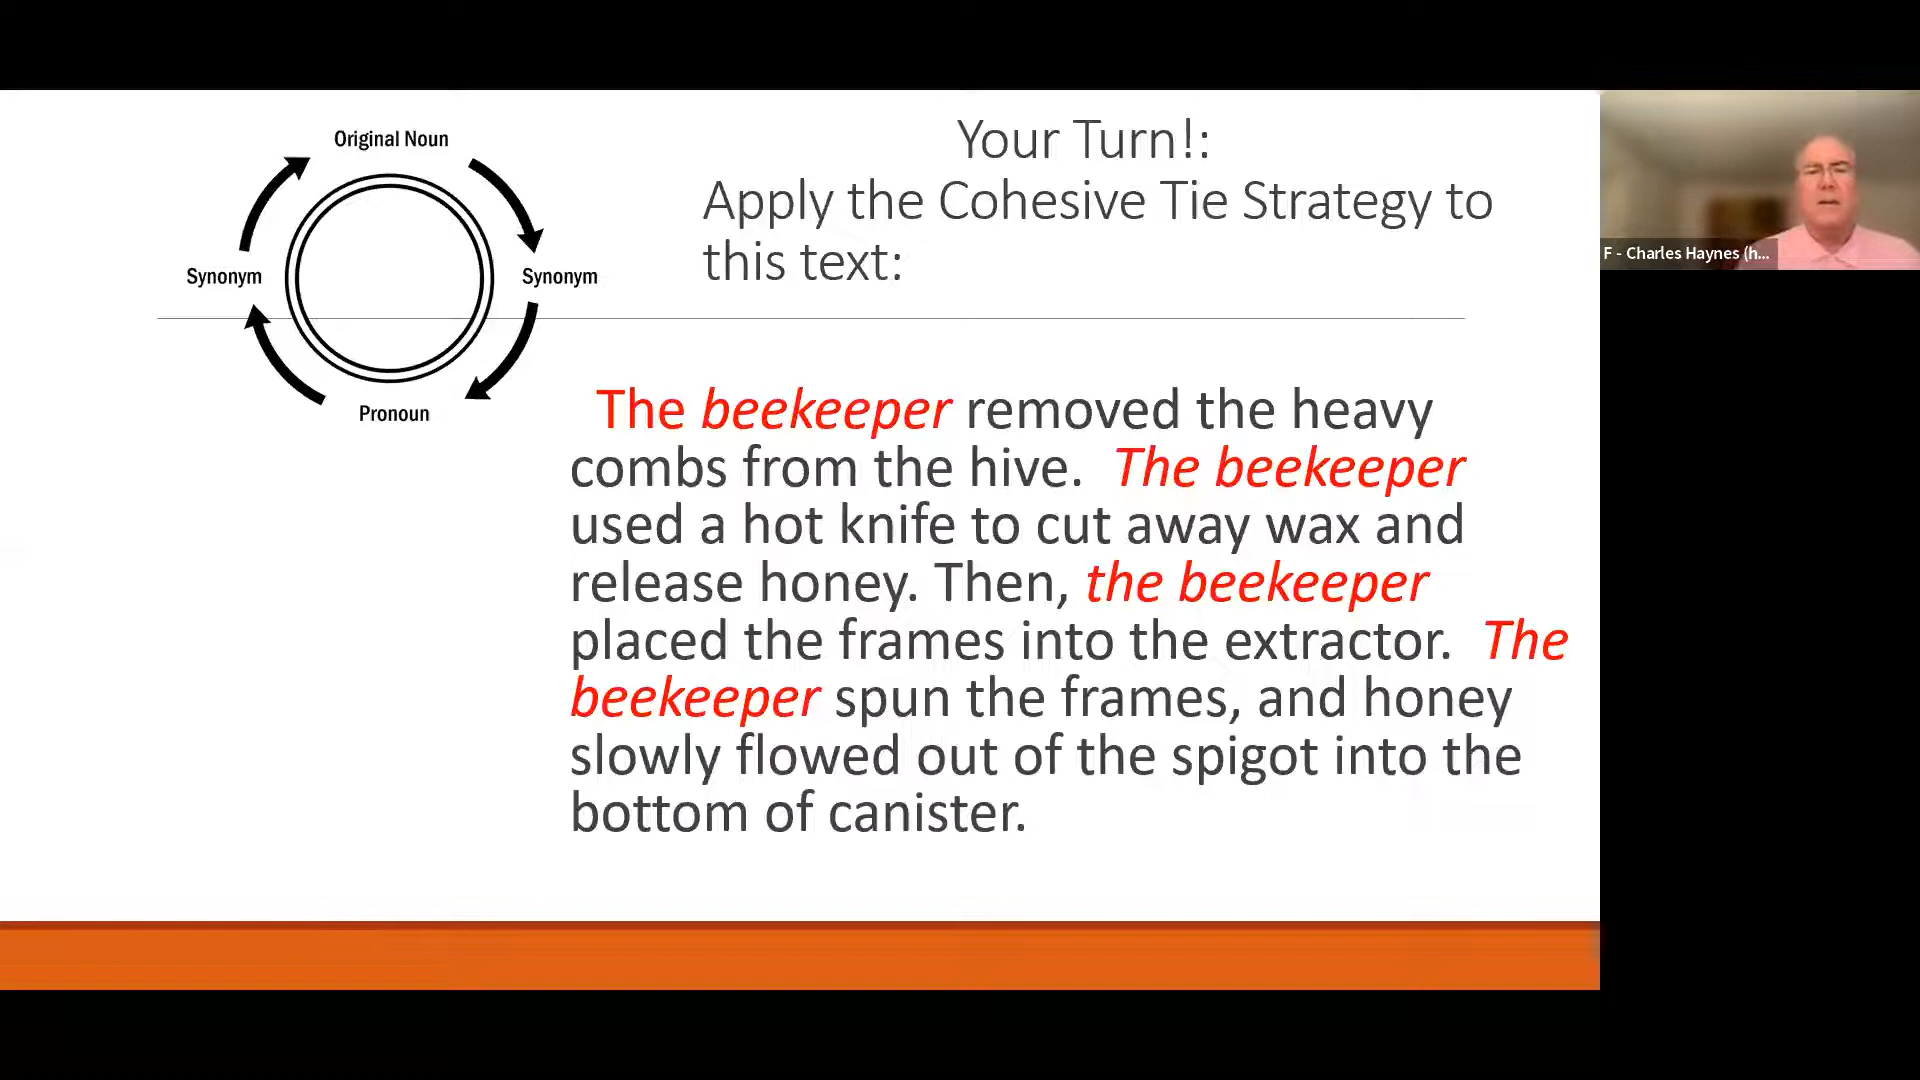 Original Noun
Synonym
Synonym
Pronoun
Your Turn!:
Apply the Cohesive Tie Strategy to
this text:
The beekeeper removed the heavy
combs from the hive. The beekeeper
used a hot knife to cut away wax and
release honey. Then, the beekeeper
placed the frames into the extractor. The
beekeeper spun the frames, and honey
slowly flowed out of the spigot into the
bottom of canister.
F - Charles Haynes (h...